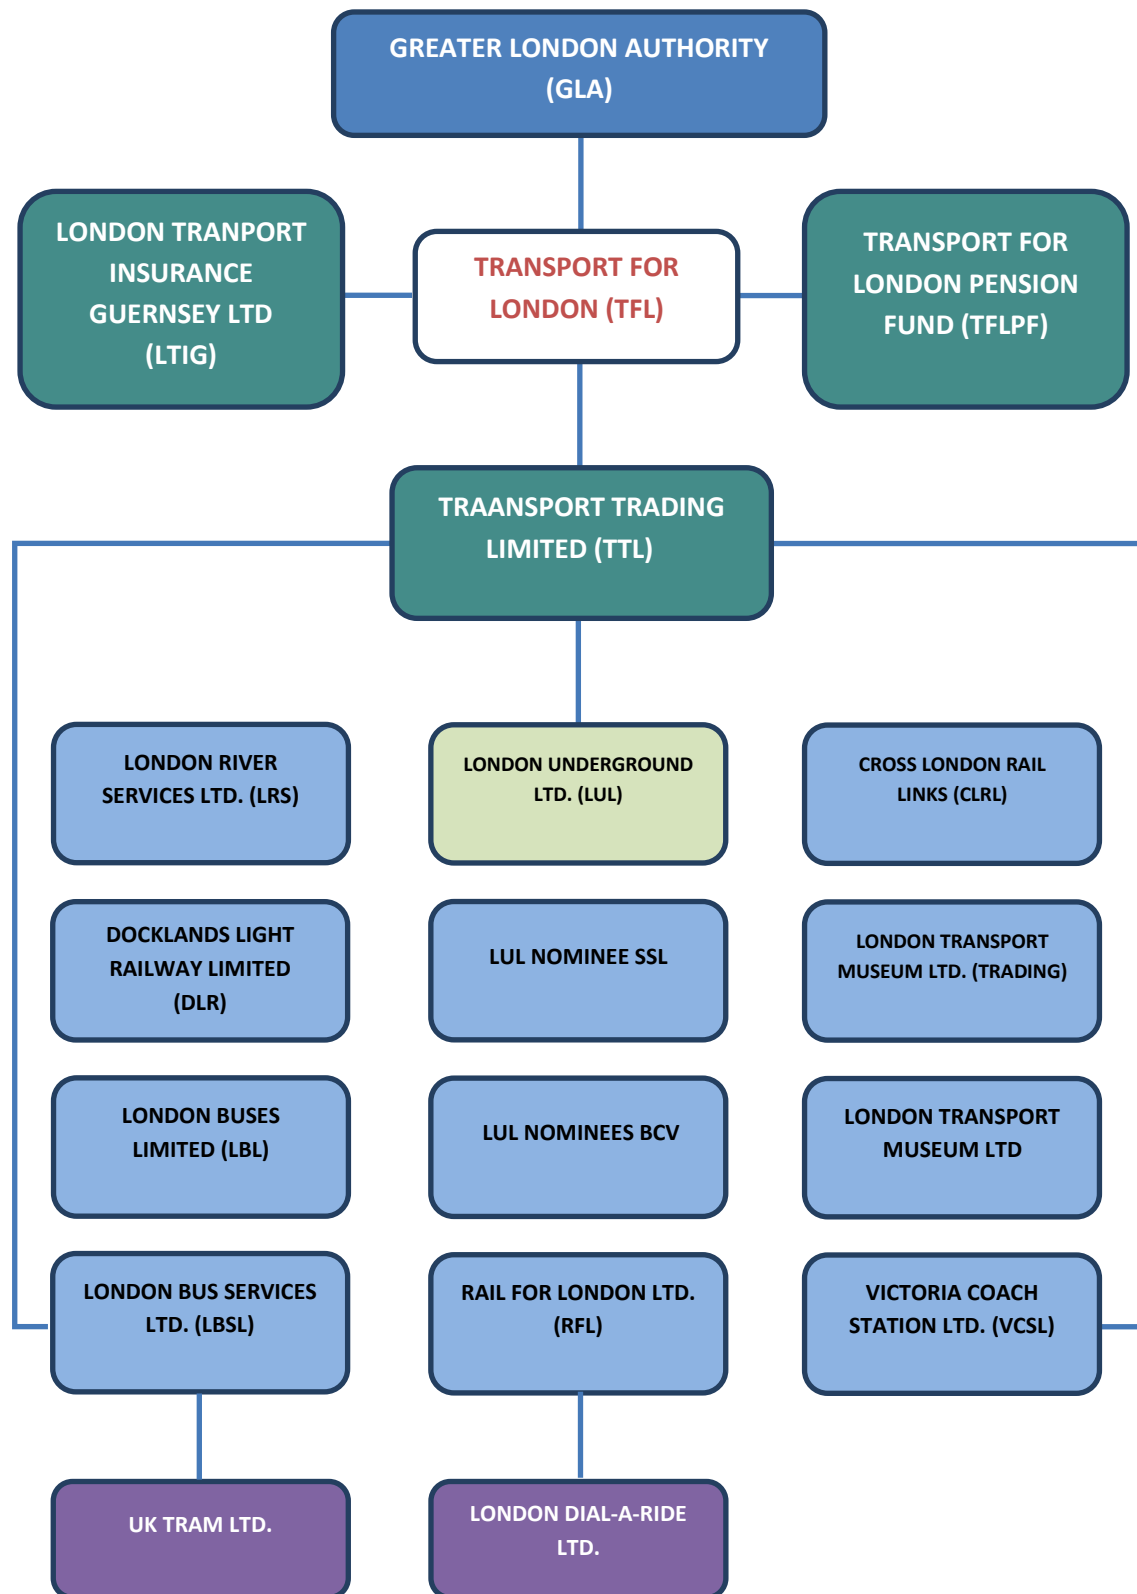 GREATER LONDON AUTHORITY
(GLA)
LONDON TRANPORT
INSURANCE
GUERNSEY LTD
(LTIG)
TRANSPORT FOR
LONDON (TFL)
TRANSPORT FOR
LONDON PENSION
FUND (TFLPF)
TRAANSPORT TRADING
LIMITED (TTL)
LONDON RIVER
SERVICES LTD. (LRS)
LONDON UNDERGROUND
LTD. (LUL)
CROSS LONDON RAIL
LINKS (CLRL)
DOCKLANDS LIGHT
RAILWAY LIMITED
(DLR)
LUL NOMINEE SSL
LONDON TRANSPORT
MUSEUM LTD. (TRADING)
LONDON BUSES
LIMITED (LBL)
LUL NOMINEES BCV
LONDON TRANSPORT
MUSEUM LTD
LONDON BUS SERVICES
LTD. (LBSL)
RAIL FOR LONDON LTD.
(RFL)
VICTORIA COACH
STATION LTD. (VCSL)
UK TRAM LTD.
LONDON DIAL-A-RIDE
LTD.